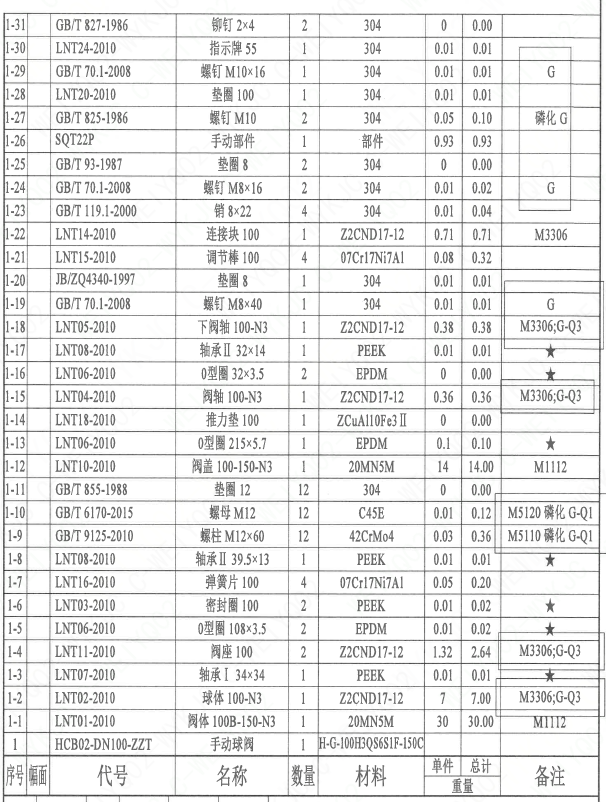 1-31 GB/T 827-1986 铆钉 2×4 2 304 0 0.00
1-30 LNT24-2010 指示牌 55 1 304 0.01 0.01
1-29 GB/T 70.1-2008 螺钉 M10×16 1 304 0.01 0.01 G
1-28 LNT20-2010 垫圈 100 1 304 0.01 0.01
1-27 GB/T 825-1986 螺钉 M10 2 304 0.05 0.10 磷化 G
1-26 SQT22P 手动部件 1 部件 0.93 0.93
1-25 GB/T 93-1987 垫圈 8 2 304 0 0.00
1-24 GB/T 70.1-2008 螺钉 M8×16 2 304 0.01 0.02 G
1-23 GB/T 119.1-2000 销 8×22 4 304 0.01 0.04
1-22 LNT14-2010 连接块 100 1 Z2CND17-12 0.71 0.71 M3306
1-21 LNT15-2010 调节棒 100 4 07Cr17Ni7Al 0.08 0.32
1-20 JB/ZQ4340-1997 垫圈 8 1 304 0.01 0.01
1-19 GB/T 70.1-2008 螺钉 M8×40 1 304 0.01 0.01 G
1-18 LNT05-2010 下阀轴 100-N3 1 Z2CND17-12 0.38 0.38 M3306;G-Q3
1-17 LNT08-2010 轴承Ⅱ 32×14 1 PEEK 0.01 0.01 ★
1-16 LNT06-2010 O型圈 32×3.5 2 EPDM 0 0.00 ★
1-15 LNT04-2010 阀轴 100-N3 1 Z2CND17-12 0.36 0.36 M3306;G-Q3
1-14 LNT18-2010 推力垫 100 1 ZCuAl10Fe3Ⅱ 0 0.00
1-13 LNT06-2010 O型圈 215×5.7 1 EPDM 0.1 0.10 ★
1-12 LNT10-2010 阀盖 100-150-N3 1 20MN5M 14 14.00 M1112
1-11 GB/T 855-1988 垫圈 12 12 304 0 0.00
1-10 GB/T 6170-2015 螺母 M12 12 C45E 0.01 0.12 M5120 磷化 G-Q1
1-9 GB/T 9125-2010 螺柱 M12×60 12 42CrMo4 0.03 0.36 M5110 磷化 G-Q1
1-8 LNT08-2010 轴承Ⅱ 39.5×13 1 PEEK 0.01 0.01 ★
1-7 LNT16-2010 弹簧片 100 4 07Cr17Ni7Al 0.05 0.20
1-6 LNT03-2010 密封圈 100 2 PEEK 0.01 0.02 ★
1-5 LNT06-2010 O型圈 108×3.5 2 EPDM 0.01 0.02 ★
1-4 LNT11-2010 阀座 100 2 Z2CND17-12 1.32 2.64 M3306;G-Q3
1-3 LNT07-2010 轴承Ⅰ 34×34 1 PEEK 0.01 0.01 ★
1-2 LNT02-2010 球体 100-N3 1 Z2CND17-12 7 7.00 M3306;G-Q3
1-1 LNT01-2010 阀体 100B-150-N3 1 20MN5M 30 30.00 M1112
1 HCB02-DN100-ZZT 手动球阀 1 H-G-100H3QS6S1F-150C
序号 幅面 代号 名称 数量 材料 单件 总计 备注
重量